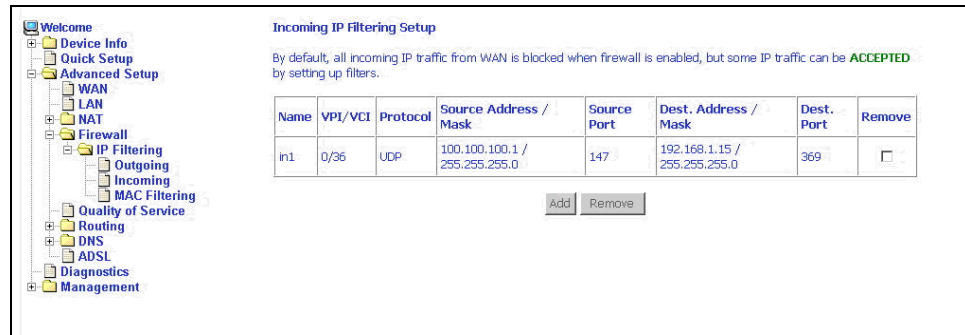 Welcome
Device Info
Quick Setup
Advanced Setup
WAN
LAN
NAT
Firewall
IP Filtering
Outgoing
Incoming
MAC Filtering
Quality of Service
Routing
DNS
ADSL
Diagnostics
Management
Incoming IP Filtering Setup
By default, all incoming IP traffic from WAN is blocked when firewall is enabled, but some IP traffic can be ACCEPTED
by setting up filters.
Name VPI/VCI Protocol Source Address / Mask Source Port Dest. Address / Mask Dest. Port Remove
in1 0/36 UDP 100.100.100.1 / 255.255.255.0 147 192.168.1.15 / 255.255.255.0 369
Add Remove